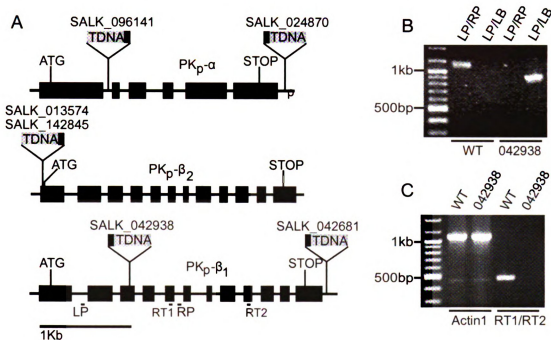 A
SALK_096141
SALK_024870
TDNA
TDNA
ATG
PKp-α
STOP
SALK_013574
SALK_142845
TDNA
ATG
PKp-β2
STOP
SALK_042938
SALK_042681
TDNA
TDNA
ATG
PKp-β1
STOP
LP
RT1
RP
RT2
1Kb
B
LP/RP
LP/LB
LP/RP
LP/LB
1kb
500bp
WT
042938
C
WT
042938
WT
042938
1kb
500bp
Actin1
RT1/RT2